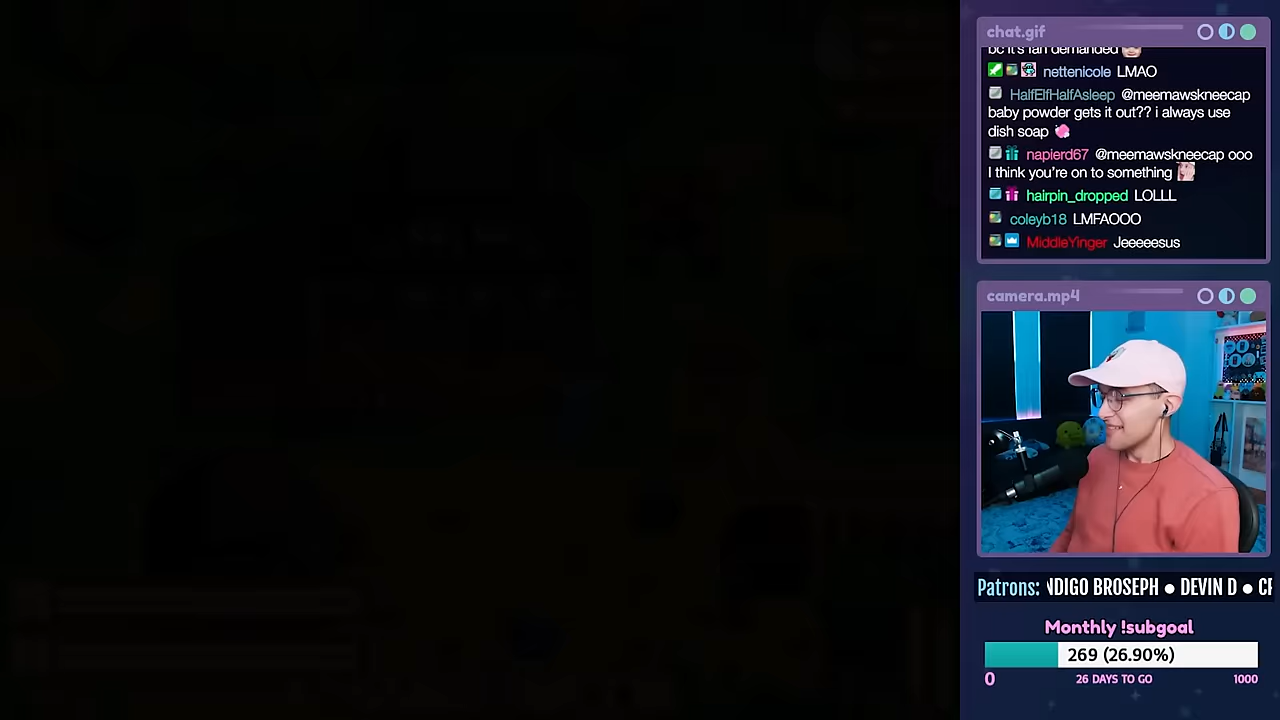 chat.gif
bc it's fan demanded
nettenicole LMAO
HalfElfHalfAsleep @meemawskneecap
baby powder gets it out?? i always use
dish soap
napierd67 @meemawskneecap ooo
I think you're on to something
hairpin_dropped LOLLL
coleyb18 LMFAOOO
MiddleYinger Jeeeeesus
camera.mp4
Patrons: NDIGO BROSEPH ● DEVIN D ●
Monthly !subgoal
269 (26.90%)
0 26 DAYS TO GO 1000